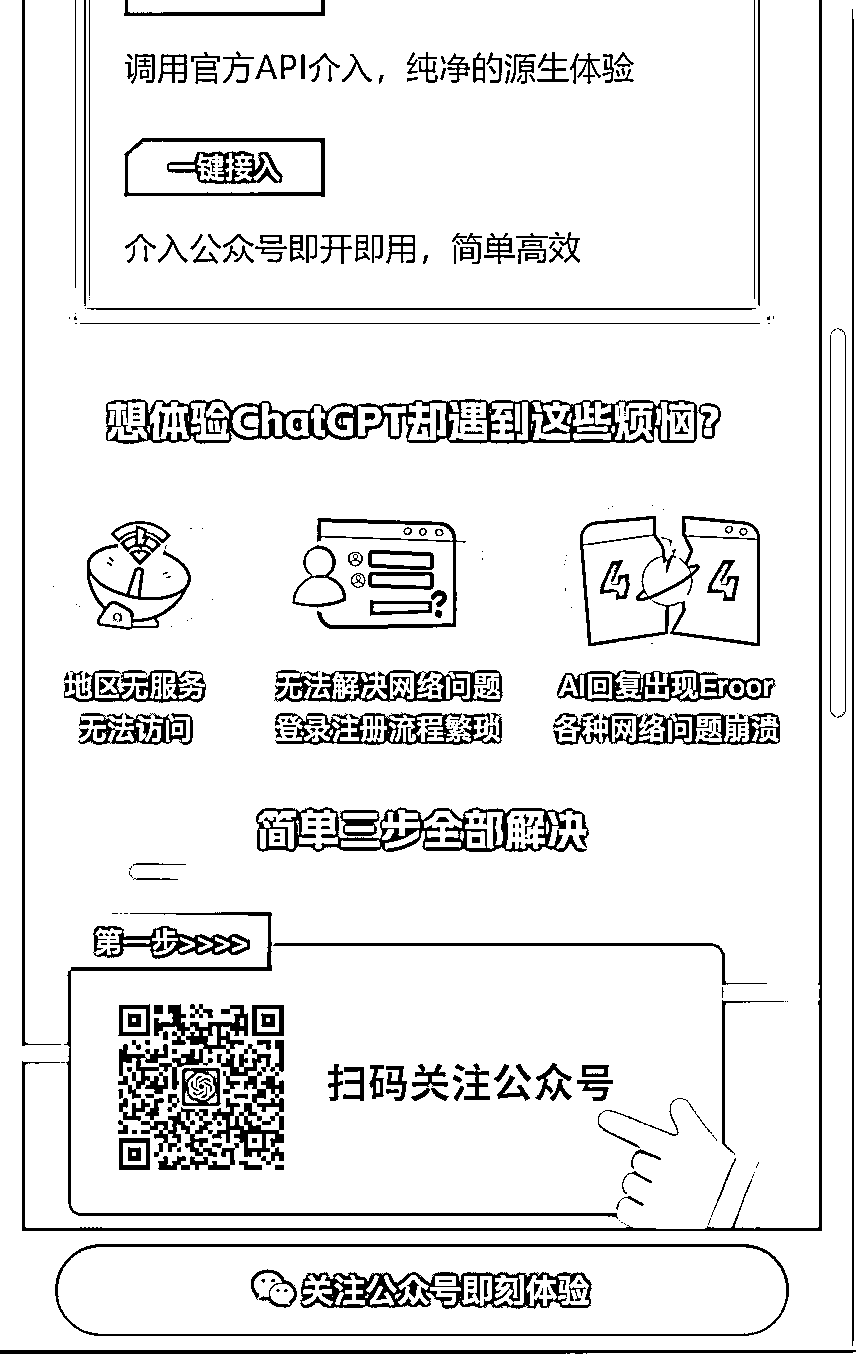 调用官方API介入，纯净的源生体验
一键接入
介入公众号即开即用，简单高效
想体验ChatGPT却遇到这些烦恼？
地区无服务
无法访问
无法解决网络问题
登录注册流程繁琐
AI回复出现Eroor
各种网络问题崩溃
简单三步全部解决
第一步>>>>
扫码关注公众号
关注公众号即刻体验